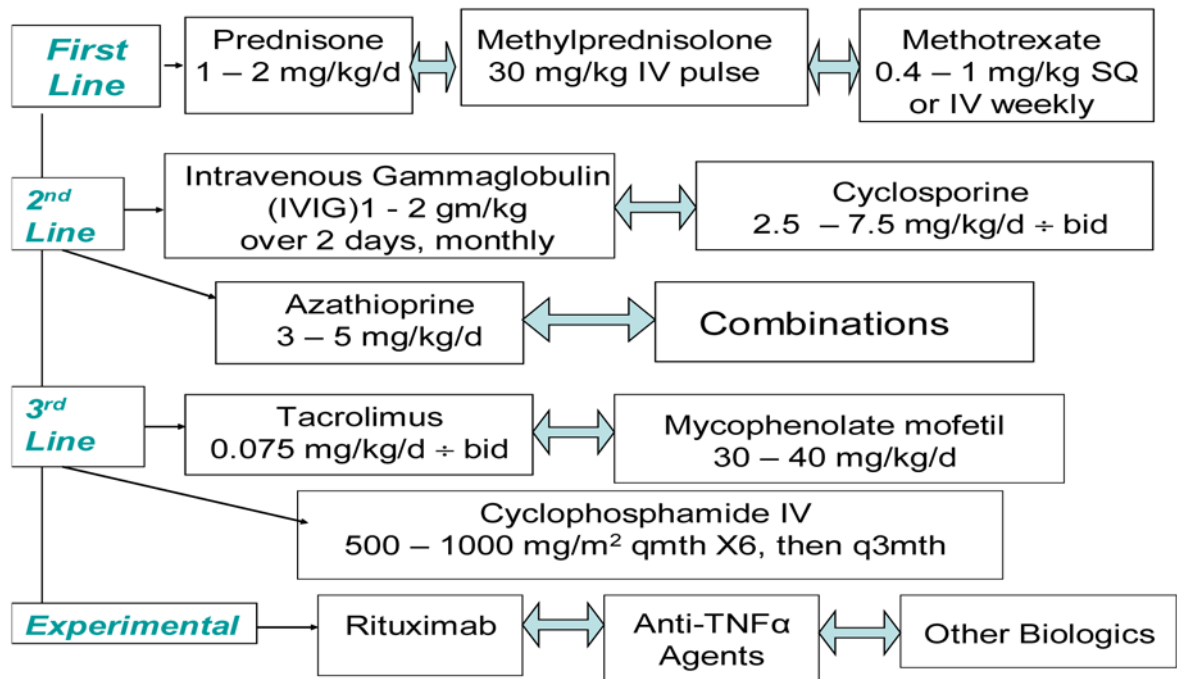 First
Line
Prednisone
1 – 2 mg/kg/d
Methylprednisolone
30 mg/kg IV pulse
Methotrexate
0.4 – 1 mg/kg SQ
or IV weekly
2nd
Line
Intravenous Gammaglobulin
(IVIG)1 - 2 gm/kg
over 2 days, monthly
Cyclosporine
2.5 – 7.5 mg/kg/d ÷ bid
Azathioprine
3 – 5 mg/kg/d
Combinations
3rd
Line
Tacrolimus
0.075 mg/kg/d ÷ bid
Mycophenolate mofetil
30 – 40 mg/kg/d
Cyclophosphamide IV
500 – 1000 mg/m² qmth X6, then q3mth
Experimental
Rituximab
Anti-TNFα
Agents
Other Biologics